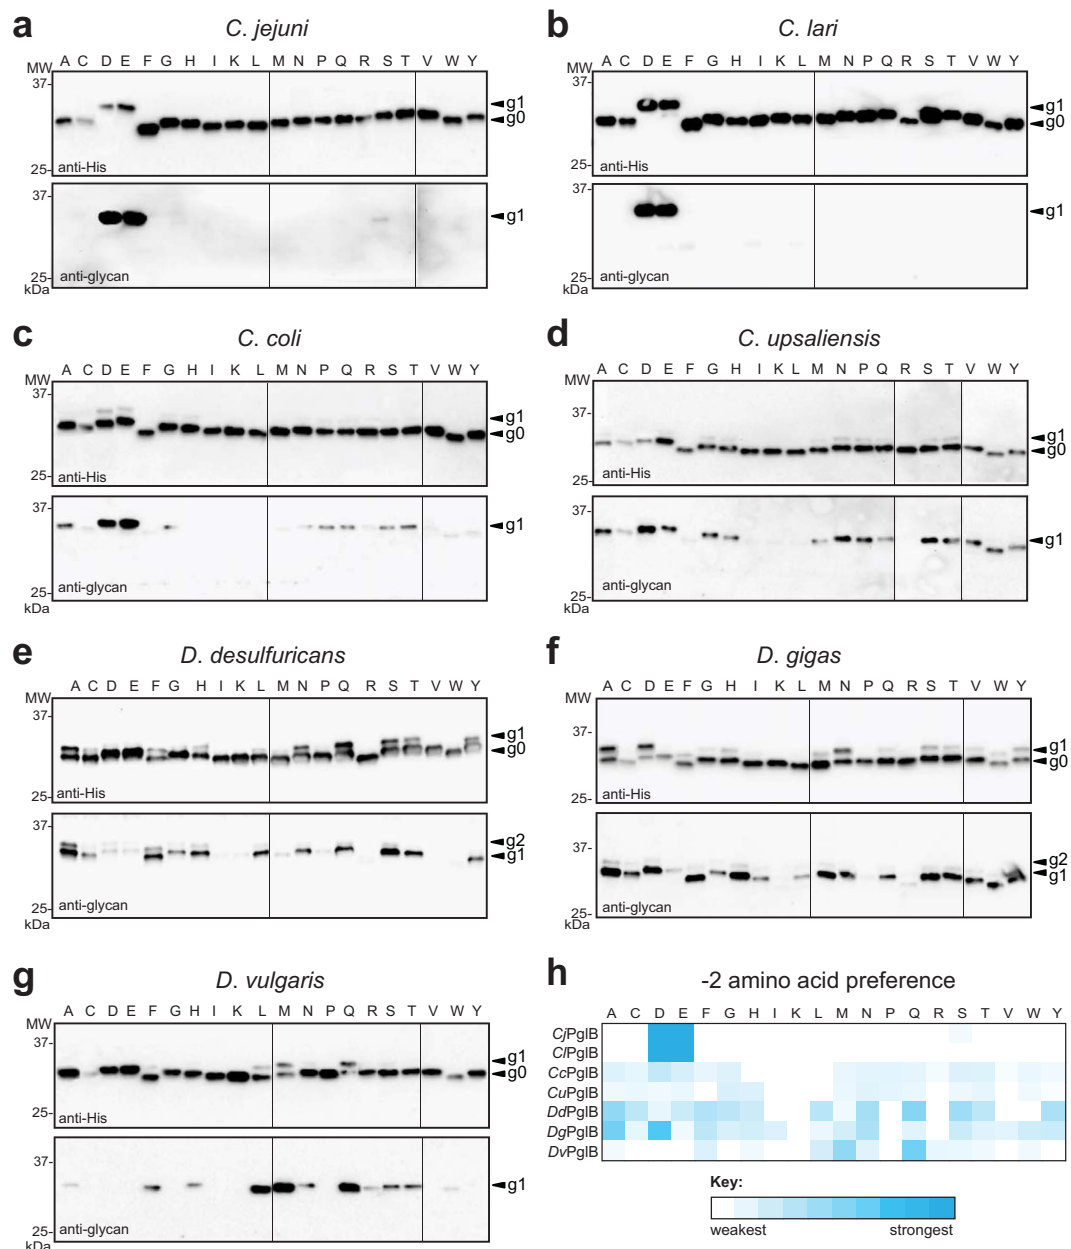 a
C. jejuni
A C D E F G H I K L M N P Q R S T V W Y
MW
37-
g1
g0
25-
anti-His
37-
g1
25-
anti-glycan
kDa
b
C. lari
A C D E F G H I K L M N P Q R S T V W Y
MW
37-
g1
g0
25-
anti-His
37-
g1
25-
anti-glycan
kDa
c
C. coli
A C D E F G H I K L M N P Q R S T V W Y
MW
37-
g1
g0
25-
anti-His
37-
g1
anti-glycan
25-
kDa
d
C. upsaliensis
A C D E F G H I K L M N P Q R S T V W Y
MW
37-
g1
g0
anti-His
25-
37-
g1
anti-glycan
25-
kDa
e
D. desulfuricans
A C D E F G H I K L M N P Q R S T V W Y
MW
37-
g1
g0
anti-His
25-
37-
g2
g1
anti-glycan
25-
kDa
f
D. gigas
A C D E F G H I K L M N P Q R S T V W Y
MW
37-
g1
g0
anti-His
25-
37-
g2
g1
anti-glycan
25-
kDa
g
D. vulgaris
A C D E F G H I K L M N P Q R S T V W Y
MW
37-
g1
g0
25-
anti-His
37-
g1
anti-glycan
25-
kDa
h
-2 amino acid preference
A C D E F G H I K L M N P Q R S T V W Y
CjPglB
ClPglB
CcPglB
CuPglB
DdPglB
DgPglB
DvPglB
Key:
weakest strongest